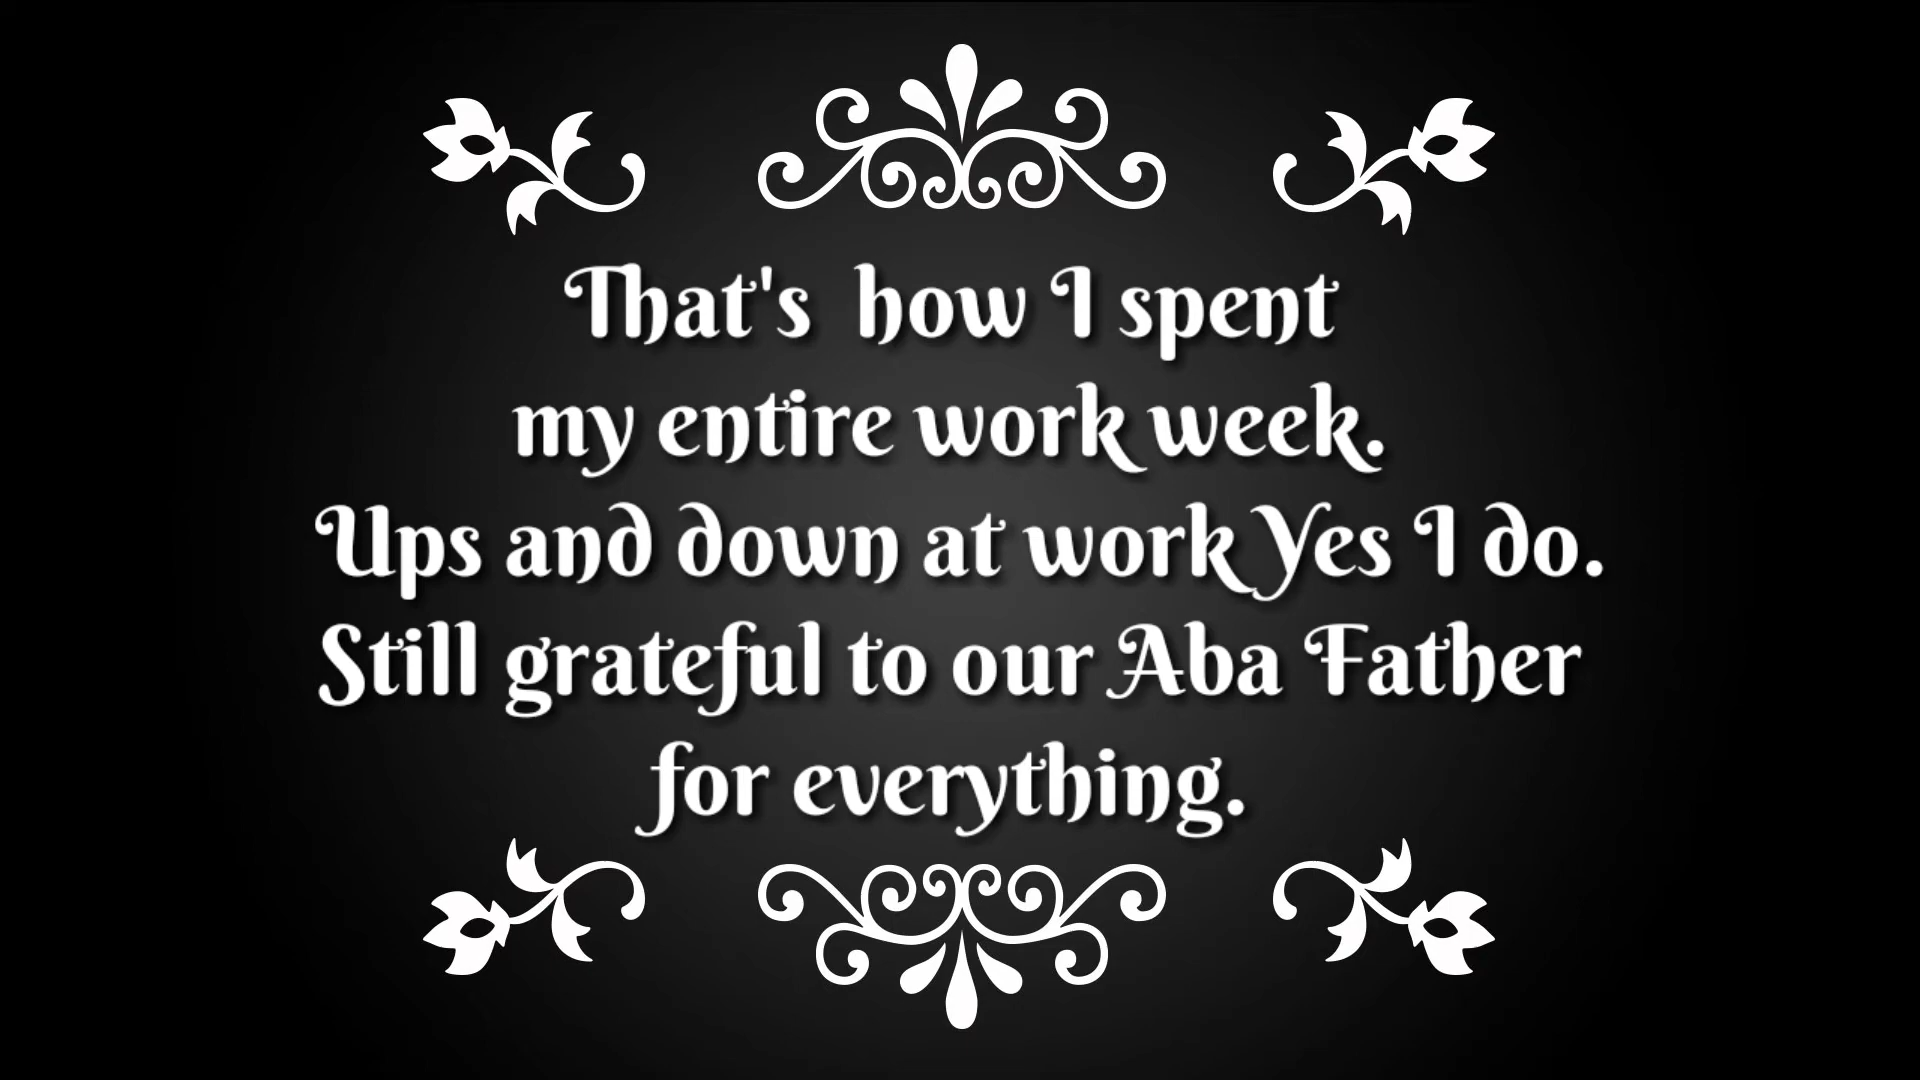 That's how I spent
my entire work week.
Ups and down at work Yes I do.
Still grateful to our Aba Father
for everything.